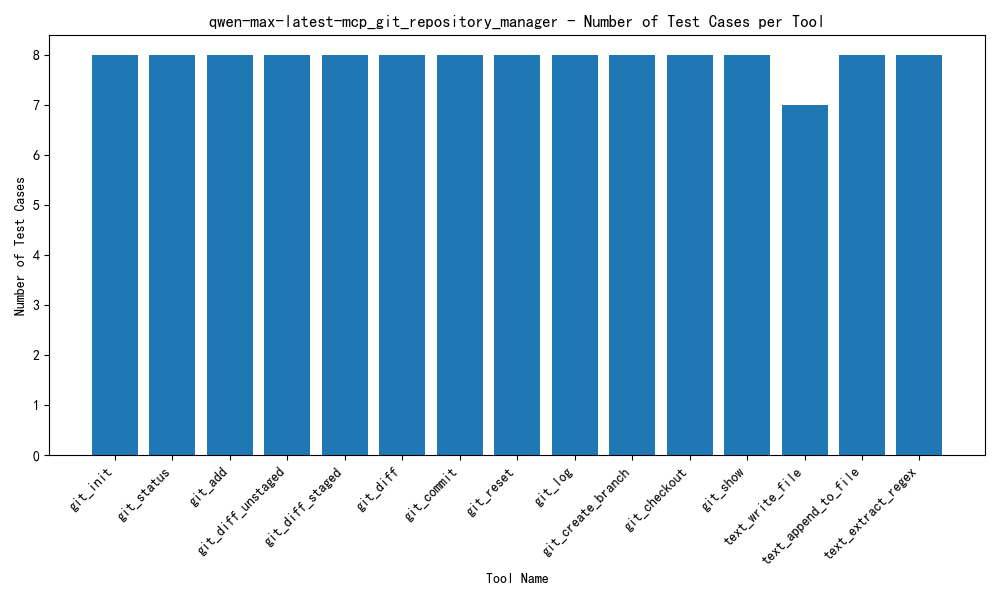 qwen-max-latest-mcp_git_repository_manager - Number of Test Cases per Tool
Number of Test Cases
8
7
6
5
4
3
2
1
0
git_init
git_status
git_add
git_diff_unstaged
git_diff_staged
git_diff
git_commit
git_reset
git_log
git_create_branch
git_checkout
git_show
text_write_file
text_append_to_file
text_extract_regex
Tool Name